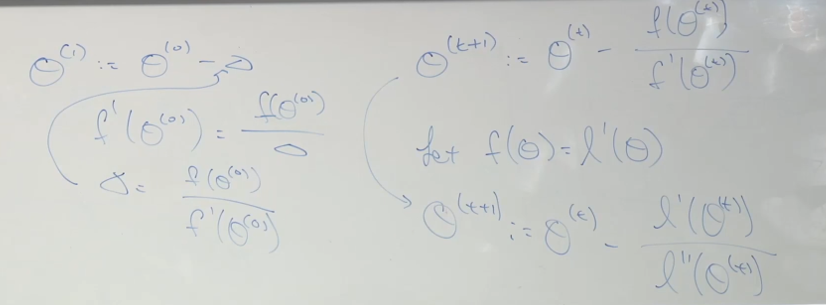 Θ^(1) := Θ^(0) - Δ
f'(Θ^(0)) = f(Θ^(0)) / Δ
Δ = f(Θ^(0)) / f'(Θ^(0))
Θ^(t+1) := Θ^(t) - f(Θ^(t)) / f'(Θ^(t))
Let f(Θ) = l'(Θ)
Θ^(t+1) := Θ^(t) - l'(Θ^(t)) / l''(Θ^(t))